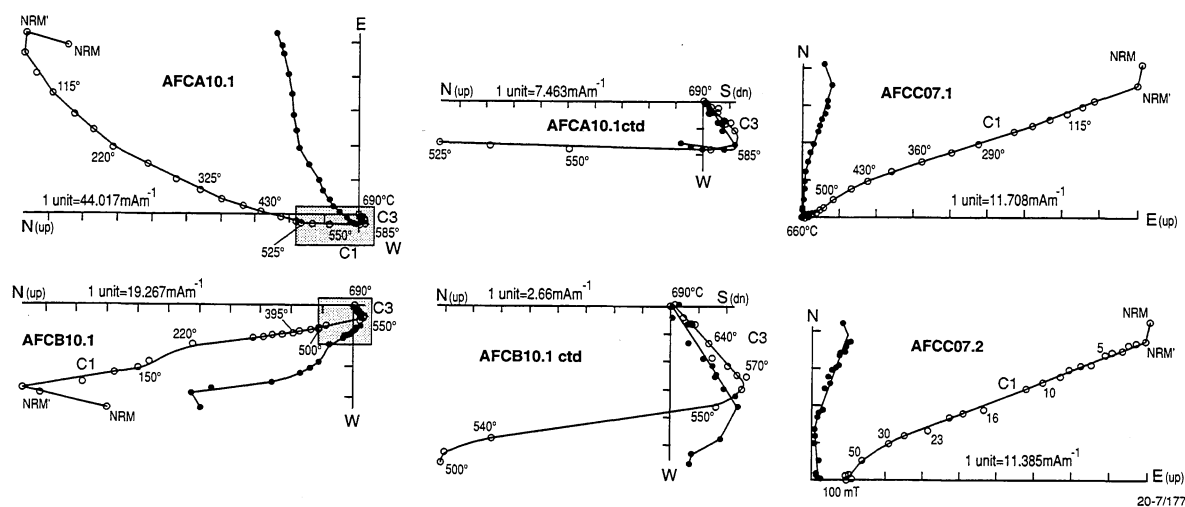 NRM'
NRM
E
AFCA10.1
115°
220°
325°
430°
690°C
1 unit=44.017mAm⁻¹
N(up)
C3
550°
585°
525°
C1
W
N(up)
1 unit=7.463mAm⁻¹
690°
S(dn)
AFCA10.1ctd
C3
525°
550°
585°
W
N
NRM
AFCC07.1
NRM'
C1
115°
360°
290°
430°
500°
1 unit=11.708mAm⁻¹
660°C
E(up)
N(up)
1 unit=19.267mAm⁻¹
690°
395°
C3
220°
550°
AFCB10.1
500°
C1
150°
NRM'
NRM
W
N(up)
1 unit=2.66mAm⁻¹
690°C
S(dn)
640°
C3
AFCB10.1 ctd
570°
550°
540°
500°
W
N
NRM
AFCC07.2
5
NRM'
C1
10
16
30
23
50
1 unit=11.385mAm⁻¹
100 mT
E(up)
20-7/177